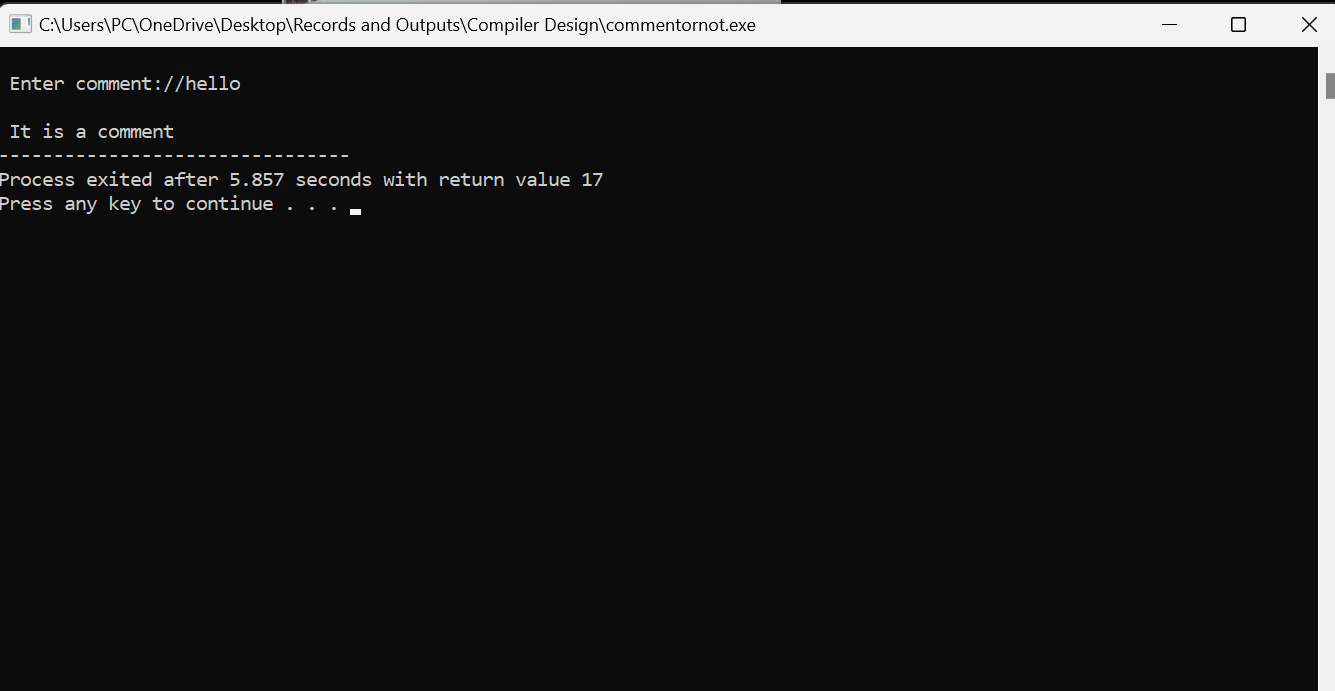 C:\Users\PC\OneDrive\Desktop\Records and Outputs\Compiler Design\commentornot.exe
Enter comment://hello
It is a comment
--------------------------------
Process exited after 5.857 seconds with return value 17
Press any key to continue . . .